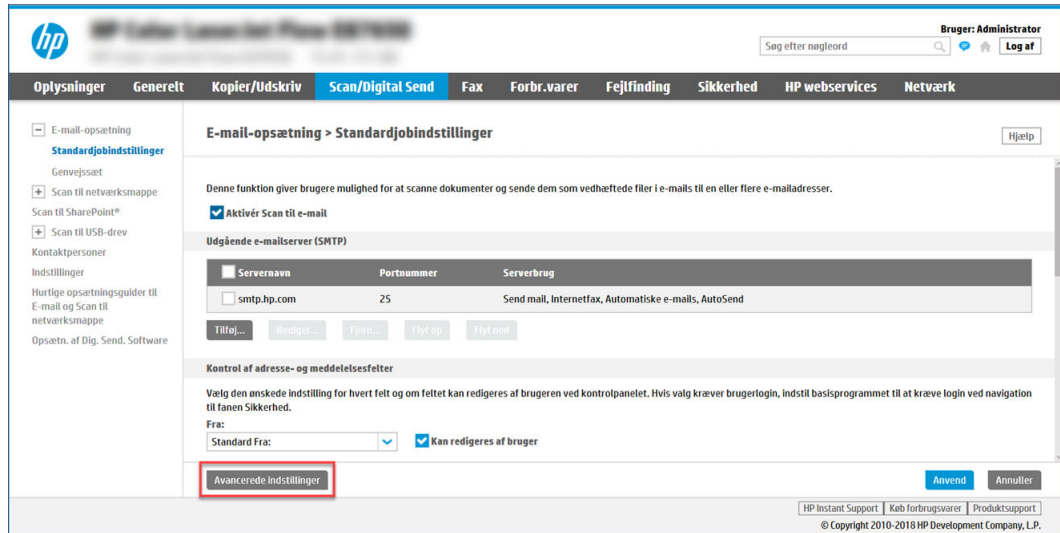 hp
Bruger: Administrator
Søg efter nøgleord
Log af
Oplysninger Generelt Kopier/Udskriv Scan/Digital Send Fax Forbr.varer Fejlfinding Sikkerhed HP webservices Netværk
E-mail-opsætning
Standardjobindstillinger
Genvejssæt
Scan til netværksmappe
Scan til SharePoint®
Scan til USB-drev
Kontaktpersoner
Indstillinger
Hurtige opsætningsguider til
E-mail og Scan til
netværksmappe
Opsætn. af Dig. Send. Software
E-mail-opsætning > Standardjobindstillinger
Hjælp
Denne funktion giver brugere mulighed for at scanne dokumenter og sende dem som vedhæftede filer i e-mails til en eller flere e-mailadresser.
Aktivér Scan til e-mail
Udgående e-mailserver (SMTP)
Servernavn Portnummer Serverbrug
smtp.hp.com 25 Send mail, Internetfax, Automatiske e-mails, AutoSend
Tilføj... Rediger... Fjern... Flyt op Flyt ned
Kontrol af adresse- og meddelelsesfelter
Vælg den ønskede indstilling for hvert felt og om feltet kan redigeres af brugeren ved kontrolpanelet. Hvis valg kræver brugerlogin, indstil basisprogrammet til at kræve login ved navigation
til fanen Sikkerhed.
Fra:
Standard Fra: Kan redigeres af bruger
Avancerede indstillinger Anvend Annuller
HP Instant Support Køb forbrugsvarer Produktsupport
© Copyright 2010-2018 HP Development Company, L.P.